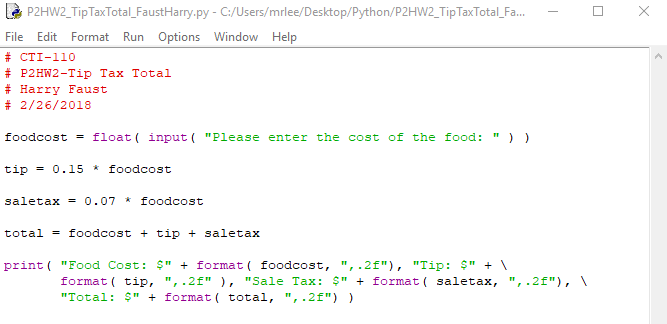 P2HW2_TipTaxTotal_FaustHarry.py - C:/Users/mrlee/Desktop/Python/P2HW2_TipTaxTotal_Fa...
File Edit Format Run Options Window Help
# CTI-110
# P2HW2-Tip Tax Total
# Harry Faust
# 2/26/2018
foodcost = float( input( "Please enter the cost of the food: " ) )
tip = 0.15 * foodcost
saletax = 0.07 * foodcost
total = foodcost + tip + saletax
print( "Food Cost: $" + format( foodcost, ",.2f"), "Tip: $" + \
format( tip, ",.2f" ), "Sale Tax: $" + format( saletax, ",.2f"), \
"Total: $" + format( total, ",.2f") )